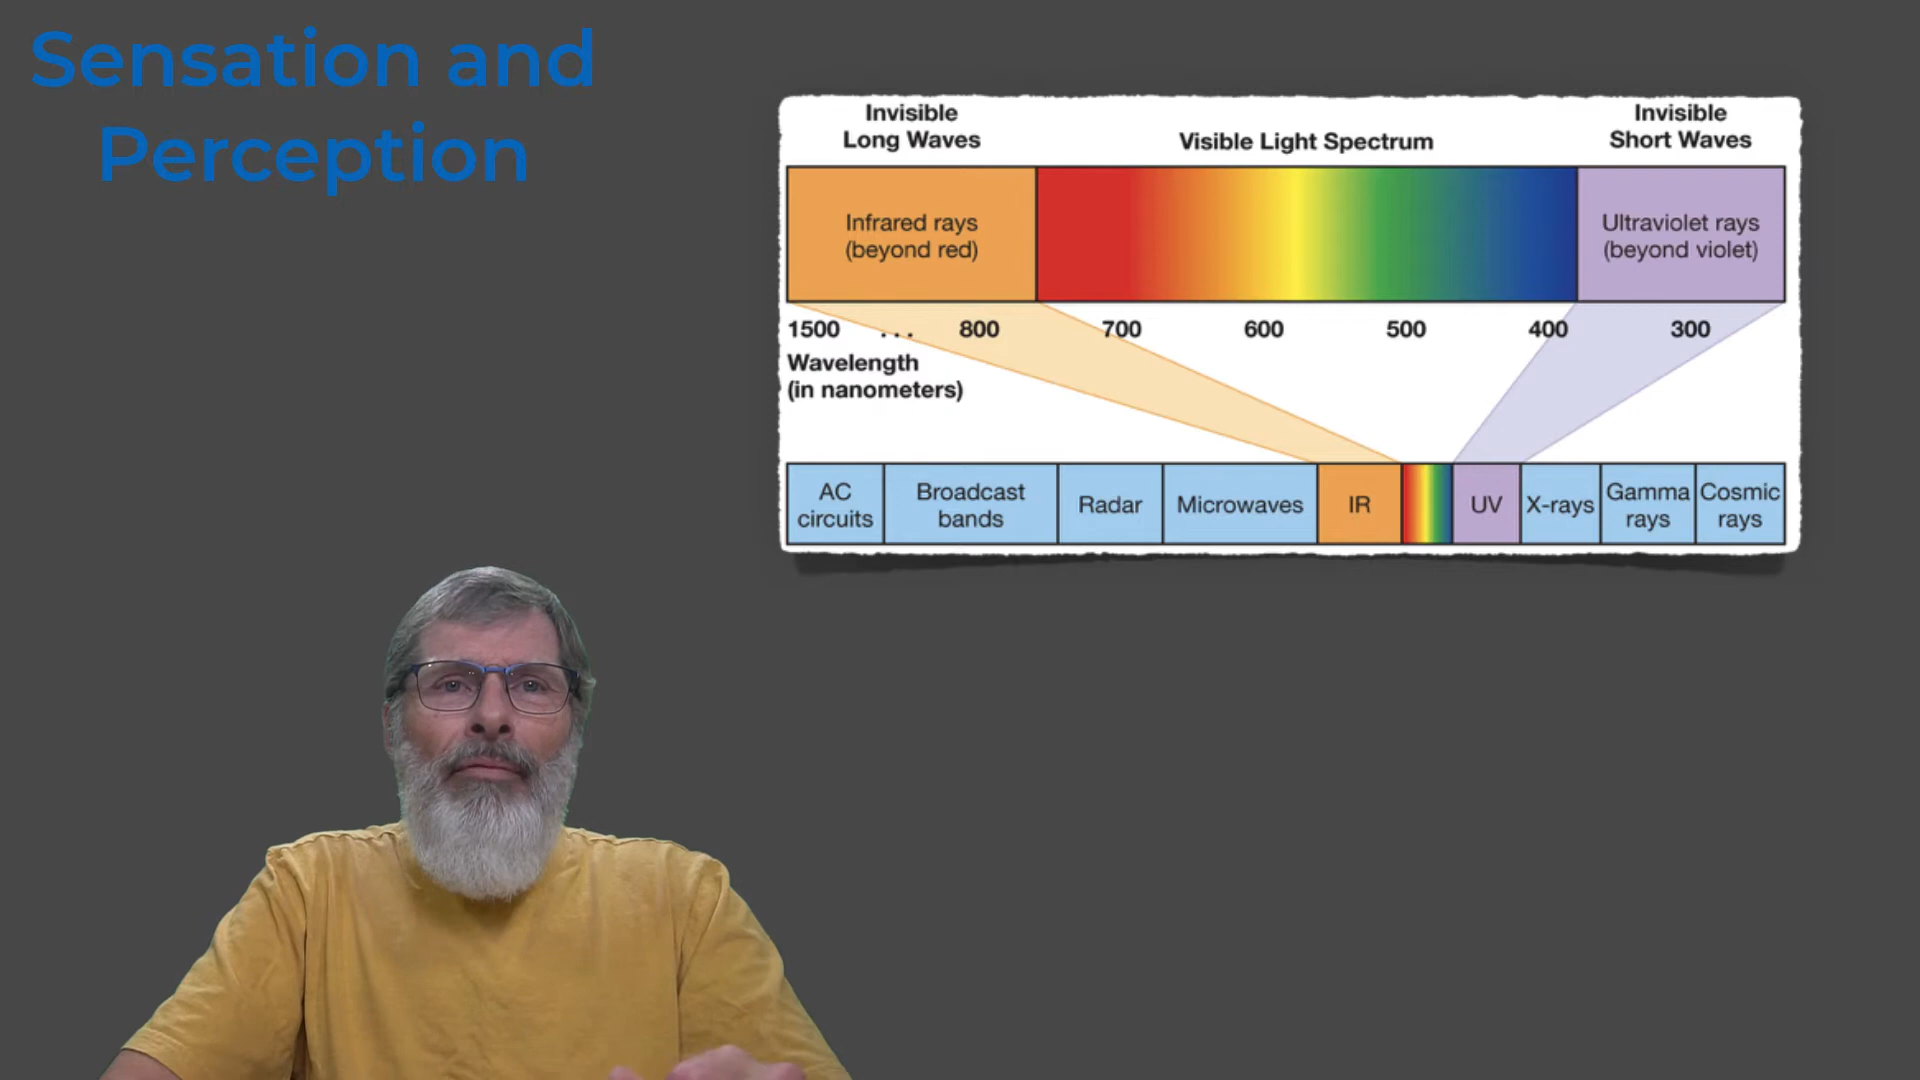 Sensation and
Perception
Invisible
Long Waves
Visible Light Spectrum
Invisible
Short Waves
Infrared rays
(beyond red)
Ultraviolet rays
(beyond violet)
1500 ... 800 700 600 500 400 300
Wavelength
(in nanometers)
AC
circuits
Broadcast
bands
Radar
Microwaves
IR
UV
X-rays
Gamma
rays
Cosmic
rays